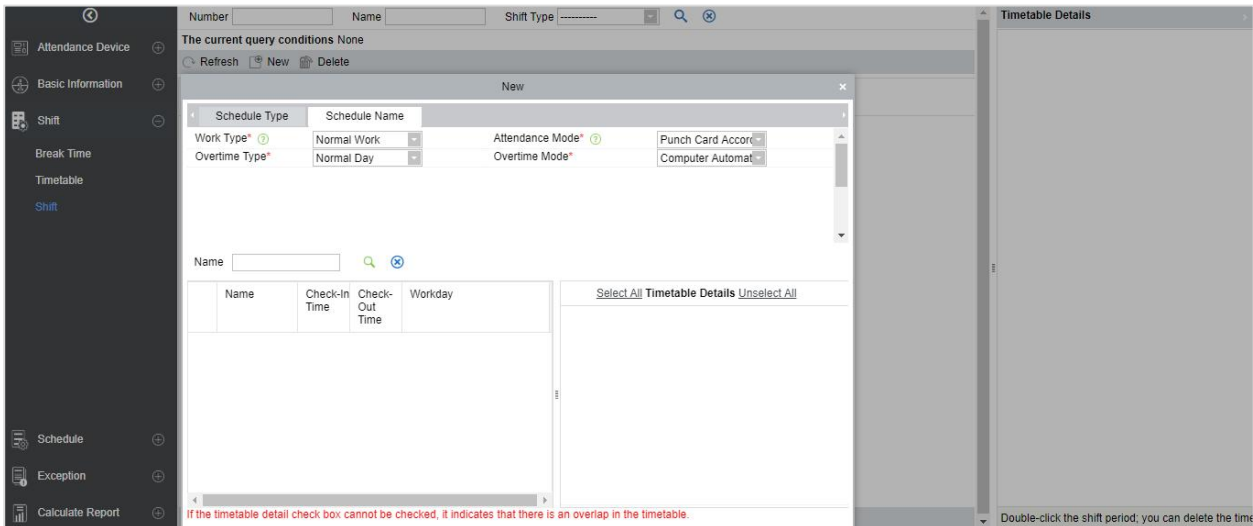 Number Name Shift Type ----------
Timetable Details
The current query conditions None
Refresh New Delete
Attendance Device
Basic Information
Shift
Break Time
Timetable
Shift
Schedule
Exception
Calculate Report
New
Schedule Type Schedule Name
Work Type* Normal Work Attendance Mode* Punch Card Accor
Overtime Type* Normal Day Overtime Mode* Computer Automat
Name
Name Check-In Time Check-Out Time Workday
Select All Timetable Details Unselect All
If the timetable detail check box cannot be checked, it indicates that there is an overlap in the timetable.
Double-click the shift period; you can delete the time